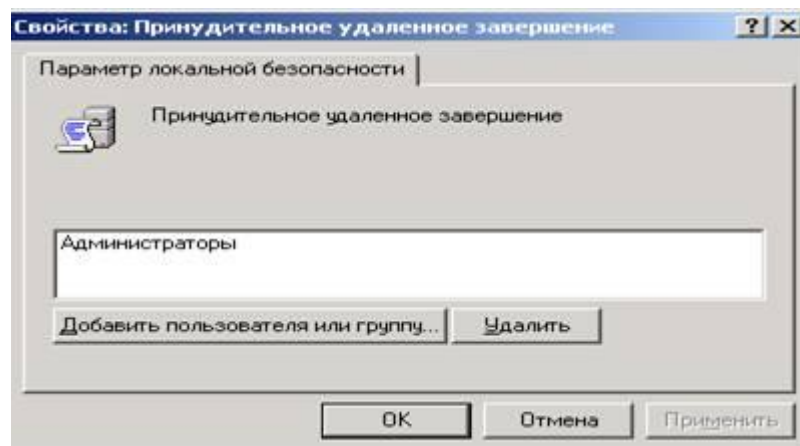 Свойства: Принудительное удаленное завершение
Параметр локальной безопасности
Принудительное удаленное завершение
Администраторы
Добавить пользователя или группу... Удалить
OK Отмена Применить